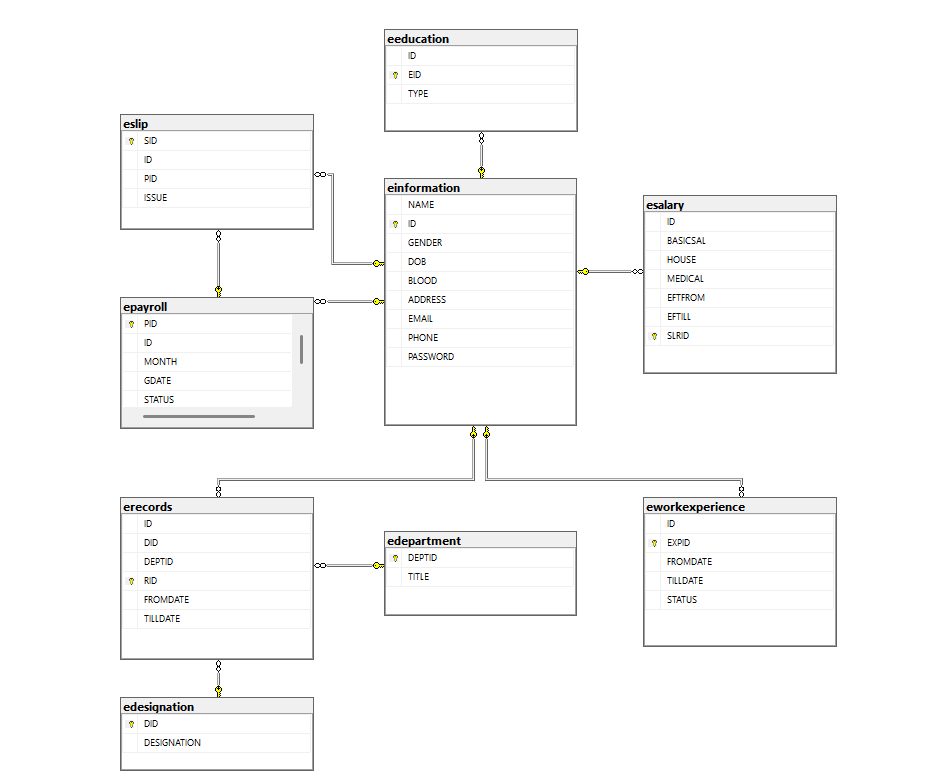 eeducation
ID
EID
TYPE
eslip
SID
ID
PID
ISSUE
einformation
NAME
ID
GENDER
DOB
BLOOD
ADDRESS
EMAIL
PHONE
PASSWORD
esalary
ID
BASICSAL
HOUSE
MEDICAL
EFTFROM
EFTILL
SLRID
epayroll
PID
ID
MONTH
GDATE
STATUS
erecords
ID
DID
DEPTID
RID
FROMDATE
TILLDATE
edepartment
DEPTID
TITLE
eworkexperience
ID
EXPID
FROMDATE
TILLDATE
STATUS
edesignation
DID
DESIGNATION